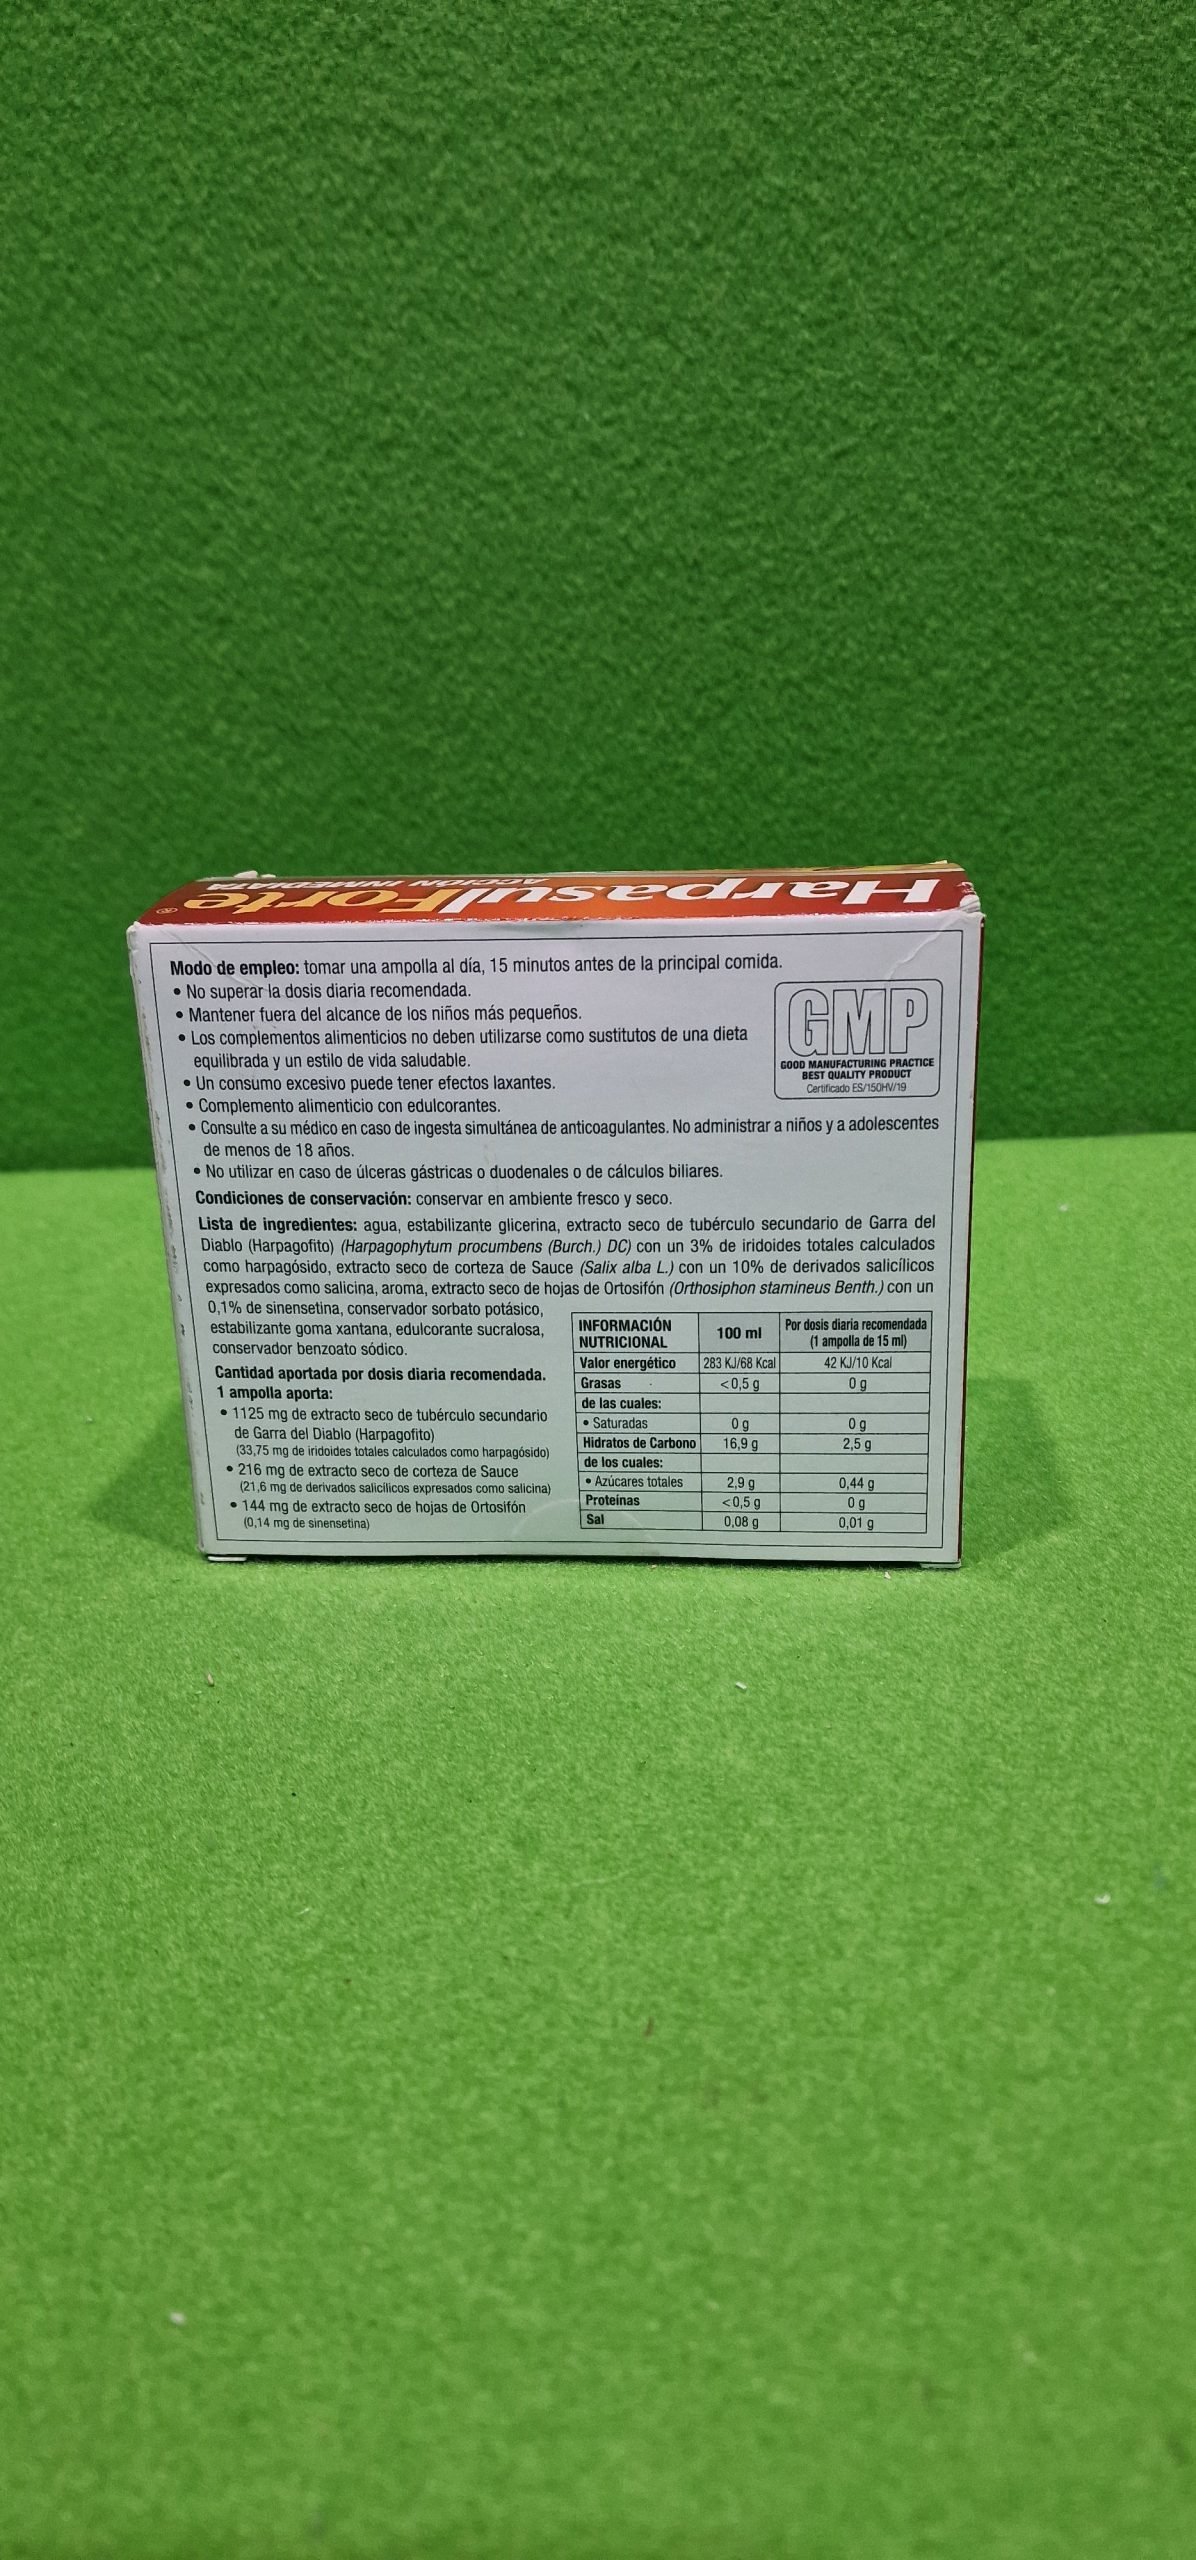 HarpasulForte®
ACCIÓN INMEDIATA
Modo de empleo: tomar una ampolla al día, 15 minutos antes de la principal comida.
• No superar la dosis diaria recomendada.
• Mantener fuera del alcance de los niños más pequeños.
• Los complementos alimenticios no deben utilizarse como sustitutos de una dieta
equilibrada y un estilo de vida saludable.
• Un consumo excesivo puede tener efectos laxantes.
• Complemento alimenticio con edulcorantes.
• Consulte a su médico en caso de ingesta simultánea de anticoagulantes. No administrar a niños y a adolescentes
de menos de 18 años.
• No utilizar en caso de úlceras gástricas o duodenales o de cálculos biliares.
GMP
GOOD MANUFACTURING PRACTICE
BEST QUALITY PRODUCT
Certificado ES/150HV/19
Condiciones de conservación: conservar en ambiente fresco y seco.
Lista de ingredientes: agua, estabilizante glicerina, extracto seco de tubérculo secundario de Garra del
Diablo (Harpagofito) (Harpagophytum procumbens (Burch.) DC) con un 3% de iridoides totales calculados
como harpagósido, extracto seco de corteza de Sauce (Salix alba L.) con un 10% de derivados salicílicos
expresados como salicina, aroma, extracto seco de hojas de Ortosifón (Orthosiphon stamineus Benth.) con un
0,1% de sinensetina, conservador sorbato potásico,
estabilizante goma xantana, edulcorante sucralosa,
conservador benzoato sódico.
Cantidad aportada por dosis diaria recomendada.
1 ampolla aporta:
• 1125 mg de extracto seco de tubérculo secundario
de Garra del Diablo (Harpagofito)
(33,75 mg de iridoides totales calculados como harpagósido)
• 216 mg de extracto seco de corteza de Sauce
(21,6 mg de derivados salicílicos expresados como salicina)
• 144 mg de extracto seco de hojas de Ortosifón
(0,14 mg de sinensetina)
INFORMACIÓN NUTRICIONAL 100 ml Por dosis diaria recomendada (1 ampolla de 15 ml)
Valor energético 283 KJ/68 Kcal 42 KJ/10 Kcal
Grasas <0,5 g 0 g
de las cuales:
• Saturadas 0 g 0 g
Hidratos de Carbono 16,9 g 2,5 g
de los cuales:
• Azúcares totales 2,9 g 0,44 g
Proteínas <0,5 g 0 g
Sal 0,08 g 0,01 g